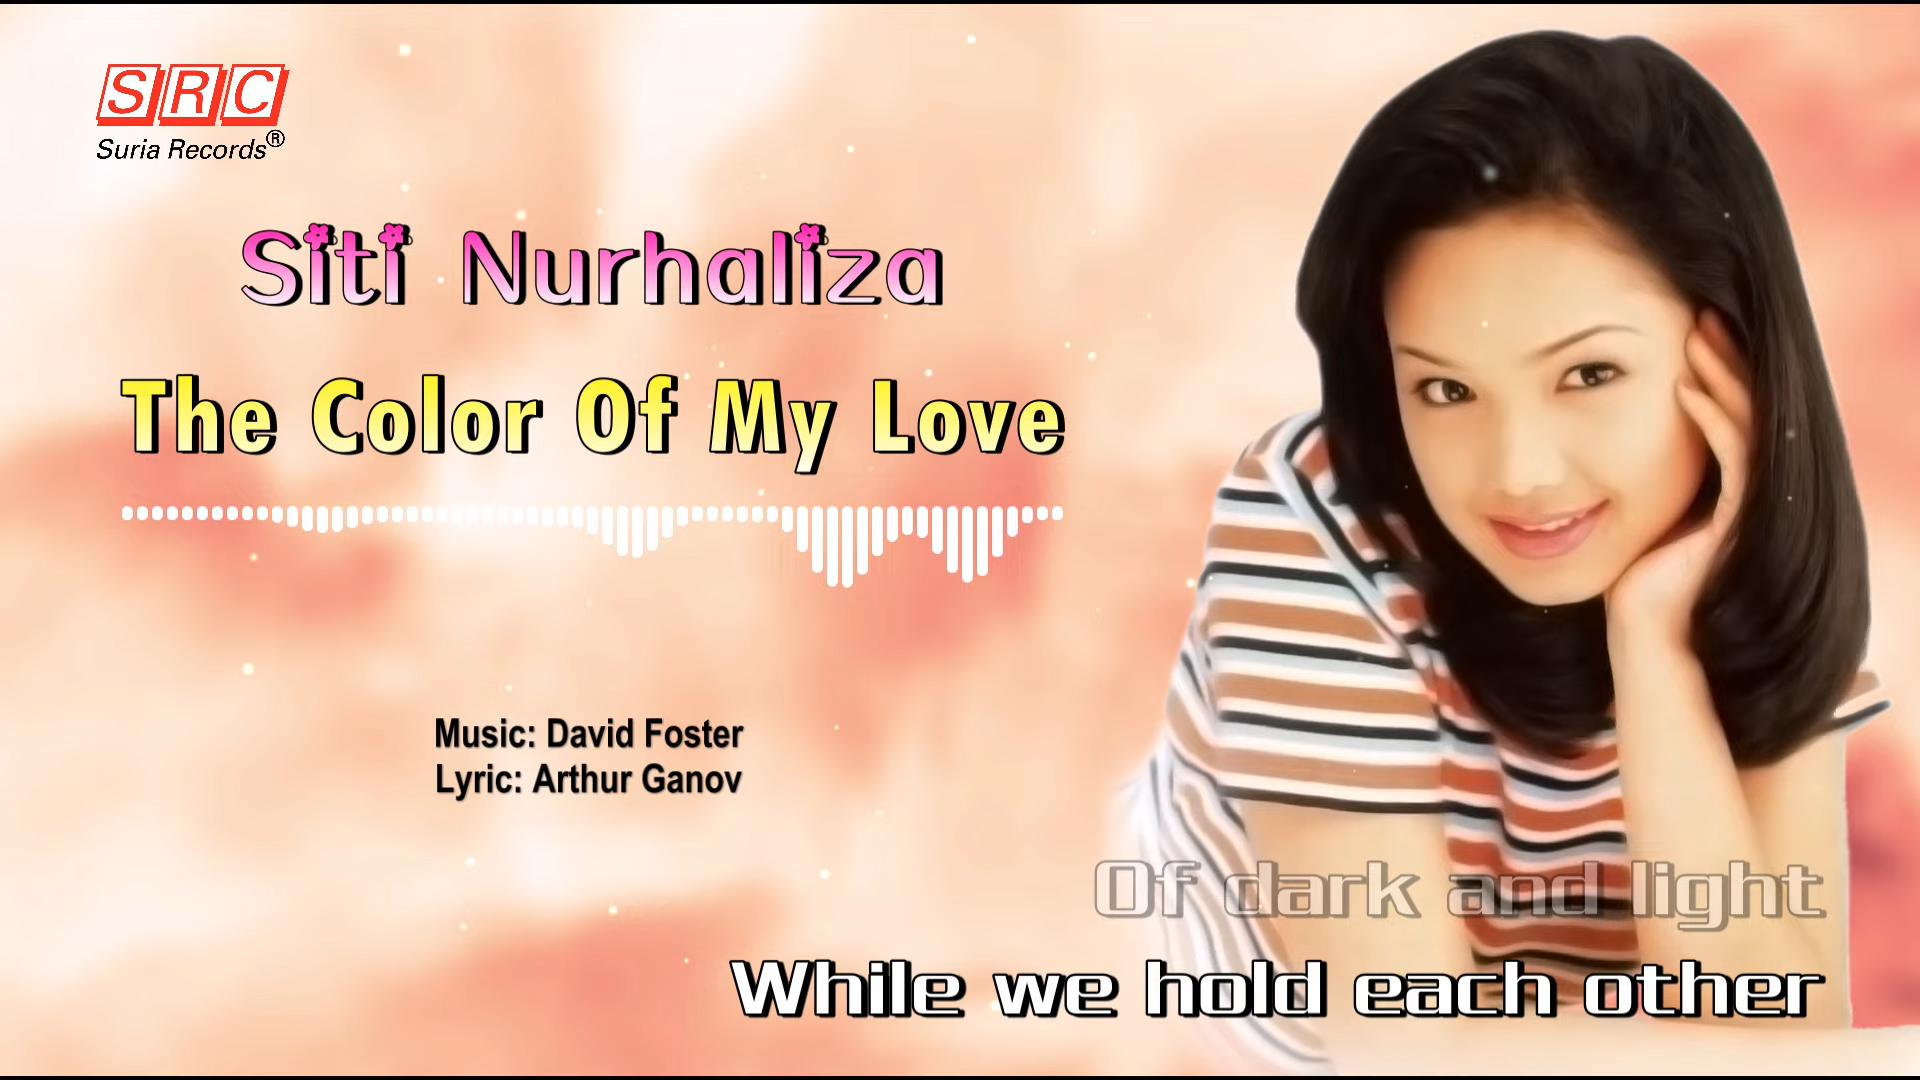 SRC
Suria Records®
Siti Nurhaliza
The Color Of My Love
Music: David Foster
Lyric: Arthur Ganov
Of dark and light
While we hold each other